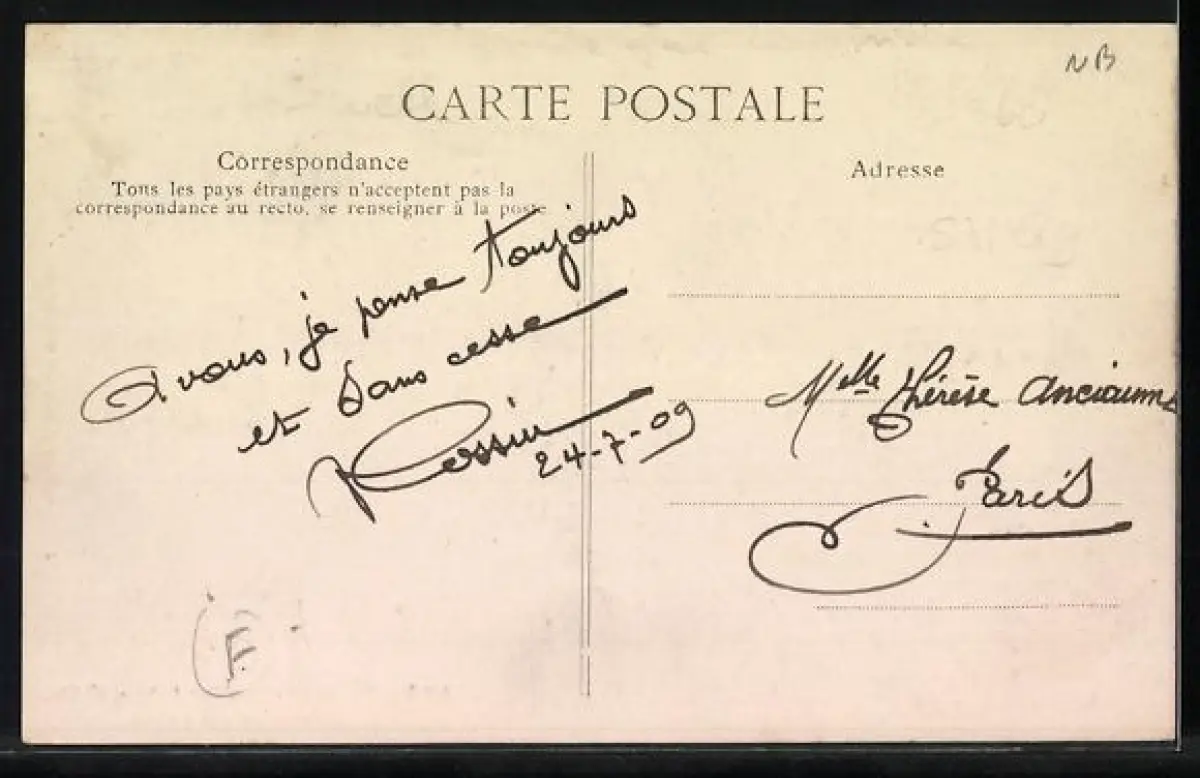 NB
CARTE POSTALE
Correspondance
Tous les pays étrangers n'acceptent pas la
correspondance au recto, se renseigner à la poste
A vous, je pense toujours
et sans cesse
24-7-09
Adresse
Melle Thérèse
Paris
F